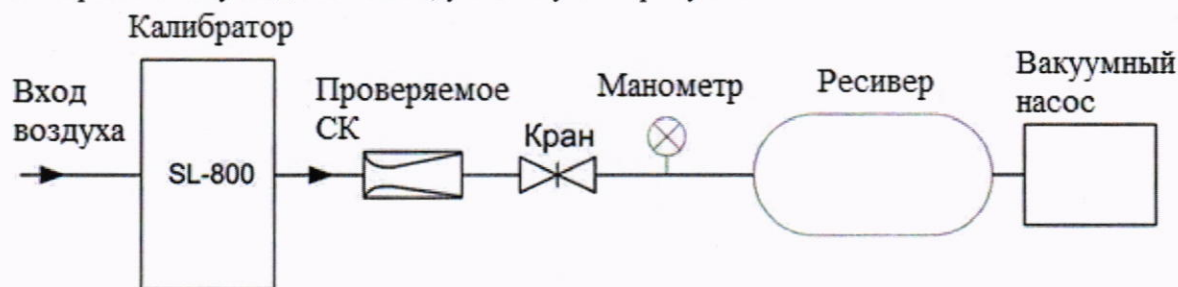 Калибратор
Вход
воздуха
SL-800
Проверяемое
СК
Кран
Манометр
Ресивер
Вакуумный
насос